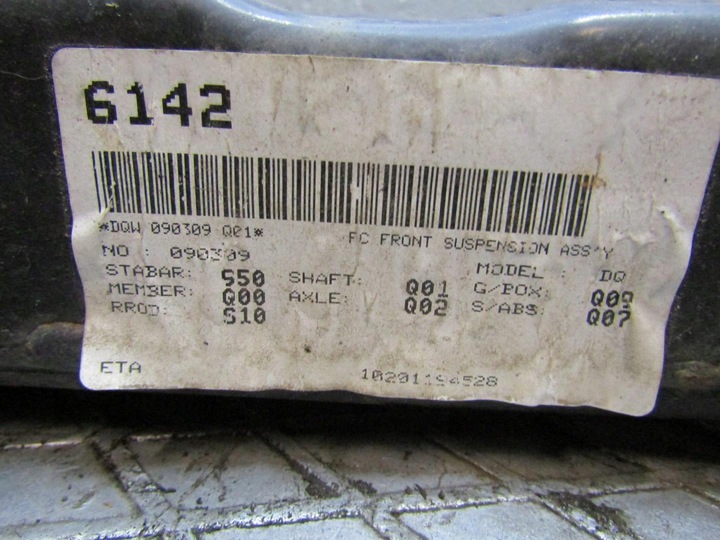 6142
*DQW 090309 Q01* FC FRONT SUSPENSION ASS'Y
NO : 090309 MODEL : DQ
STABAR: S50 SHAFT: Q01 G/BOX: Q09
MEMBER: Q00 AXLE: Q02 S/ABS: Q07
RROD: S10
ETA 10201194528